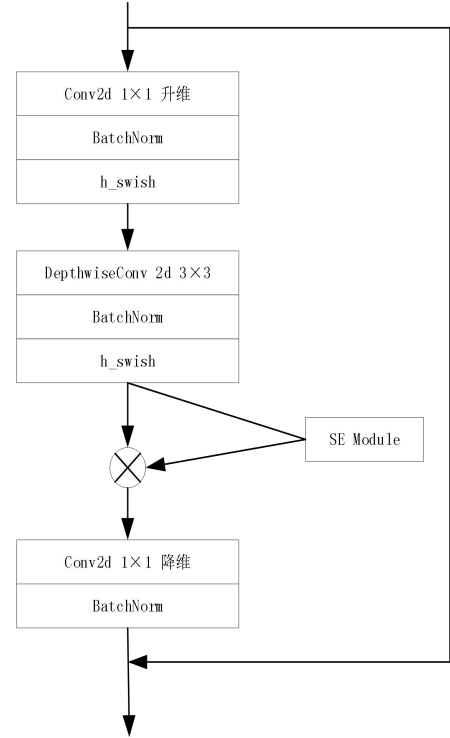 Conv2d 1×1 升维
BatchNorm
h_swish
DepthwiseConv 2d 3×3
BatchNorm
h_swish
SE Module
Conv2d 1×1 降维
BatchNorm